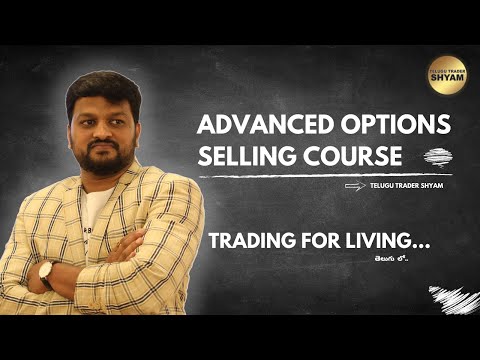 TELUGU TRADER
SHYAM
ADVANCED OPTIONS
SELLING COURSE
TELUGU TRADER SHYAM
TRADING FOR LIVING...
తెలుగు లో..